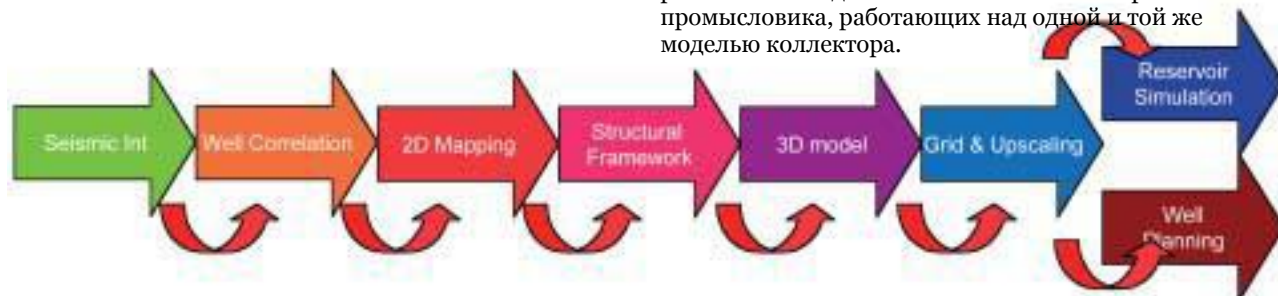 промысловика, работающих над одной и той же
моделью коллектора.
Seismic Int
Well Correlation
2D Mapping
Structural
Framework
3D model
Grid & Upscaling
Reservoir
Simulation
Well
Planning